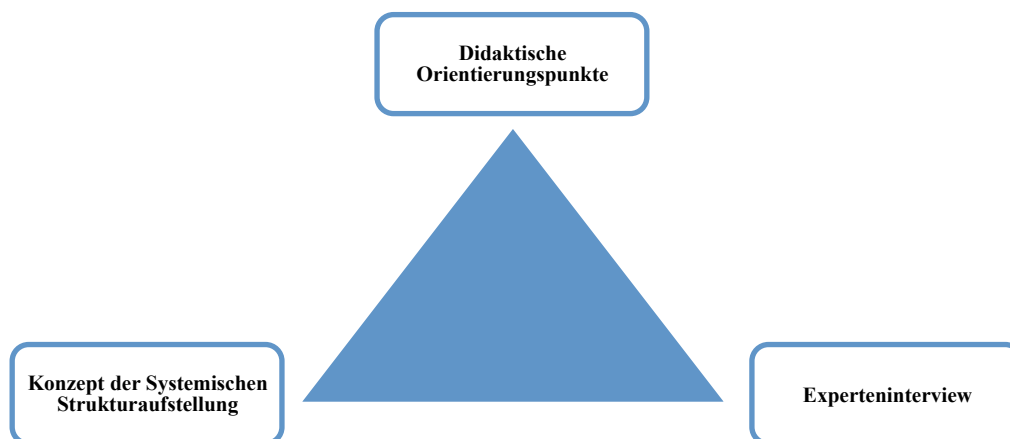 Didaktische
Orientierungspunkte
Konzept der Systemischen
Strukturaufstellung
Experteninterview